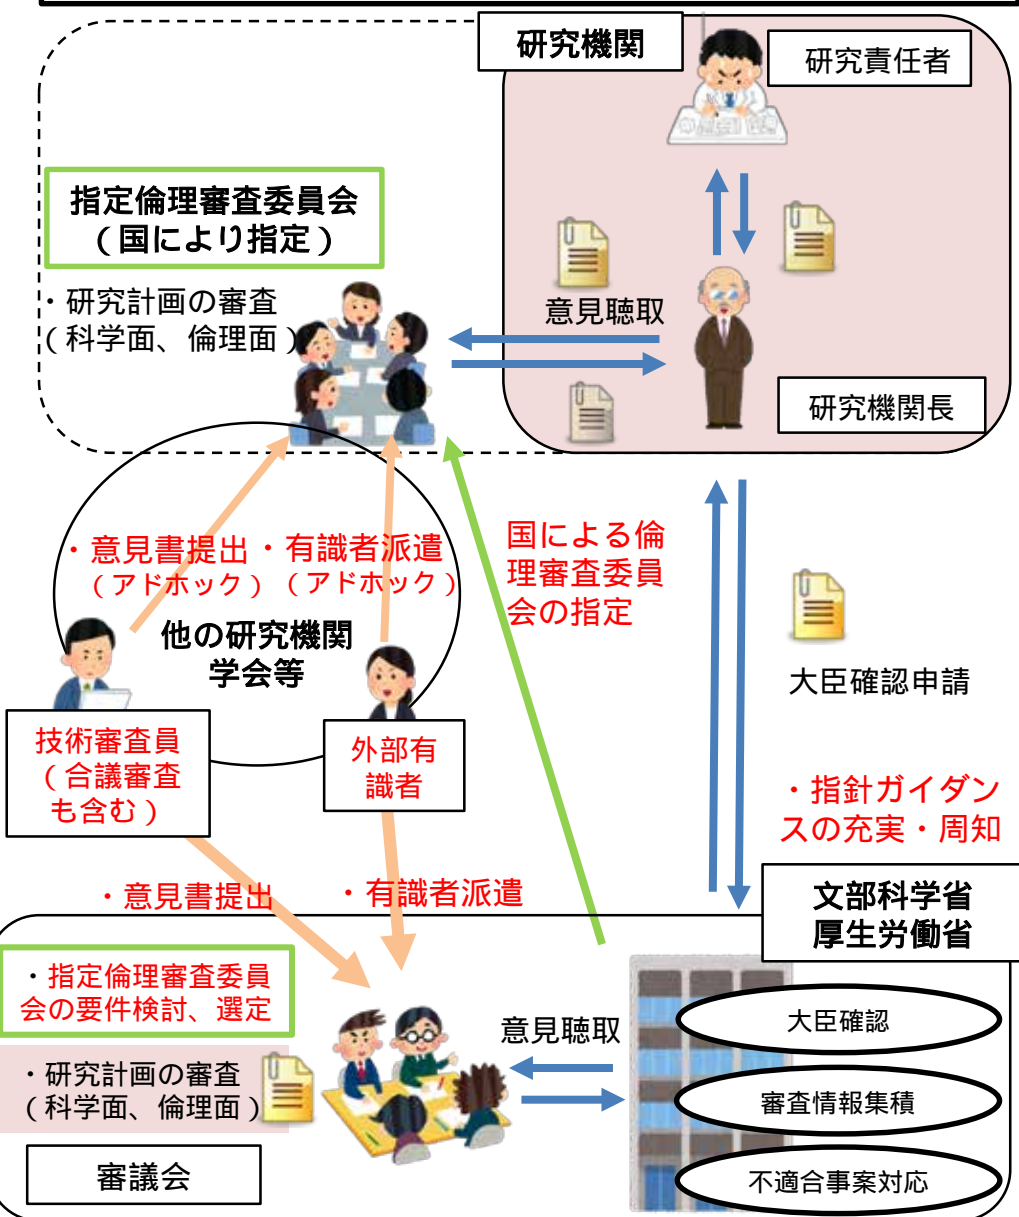 研究機関
研究責任者
指定倫理審査委員会
（国により指定）
・研究計画の審査
（科学面、倫理面）
意見聴取
研究機関長
・意見書提出
（アドホック）
・有識者派遣
（アドホック）
国による倫
理審査委員
会の指定
他の研究機関
学会等
大臣確認申請
技術審査員
（合議審査
も含む）
外部有
識者
・指針ガイダン
スの充実・周知
・意見書提出
・有識者派遣
文部科学省
厚生労働省
・指定倫理審査委員
会の要件検討、選定
意見聴取
大臣確認
・研究計画の審査
（科学面、倫理面）
審査情報集積
審議会
不適合事案対応